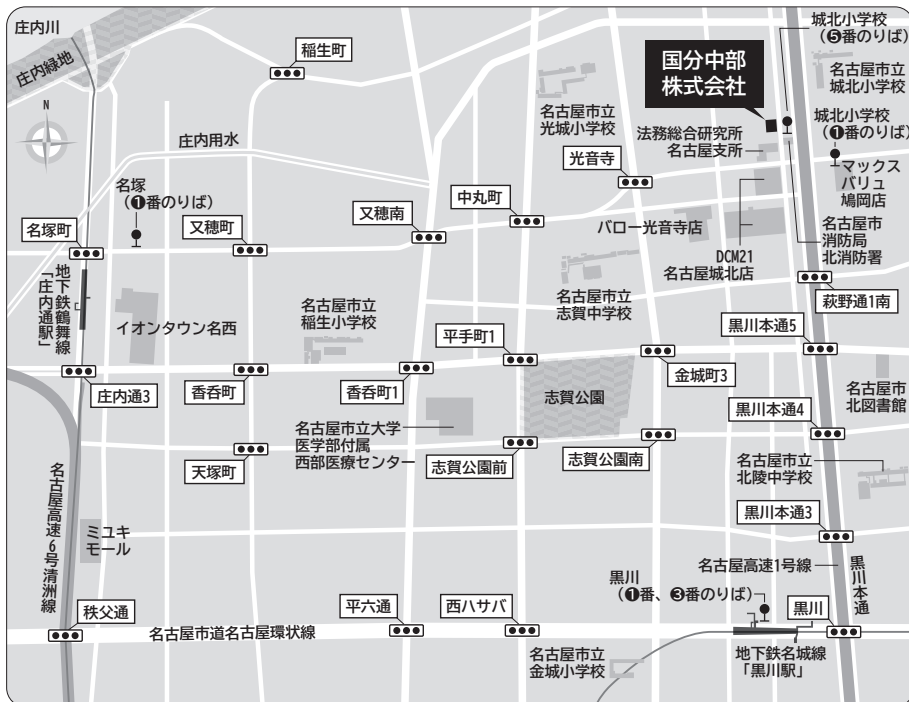 庄内川
庄内緑地
稲生町
城北小学校
（❺番のりば）
国分中部
株式会社
名古屋市立
城北小学校
N
名古屋市立
光城小学校
城北小学校
（❶番のりば）
法務総合研究所
名古屋支所
庄内用水
光音寺
マックス
バリュ
鳩岡店
名塚
（❶番のりば）
中丸町
又穂南
又穂町
名塚町
バロー光音寺店
名古屋市
消防局
北消防署
DCM21
名古屋城北店
地下鉄鶴舞線
「庄内通駅」
名古屋市立
志賀中学校
萩野通1南
名古屋市立
稲生小学校
イオンタウン名西
平手町1
黒川本通5
庄内通3
香呑町
香呑町1
志賀公園
金城町3
名古屋市
北図書館
黒川本通4
名古屋市立大学
医学部付属
西部医療センター
天塚町
志賀公園前
志賀公園南
名古屋市立
北陵中学校
名古屋高速6号清洲線
ミユキ
モール
黒川本通3
名古屋高速1号線
黒川本通
黒川
（❶番、❸番のりば）
秩父通
名古屋市道名古屋環状線
平六通
西ハサバ
黒川
名古屋市立
金城小学校
地下鉄名城線
「黒川駅」